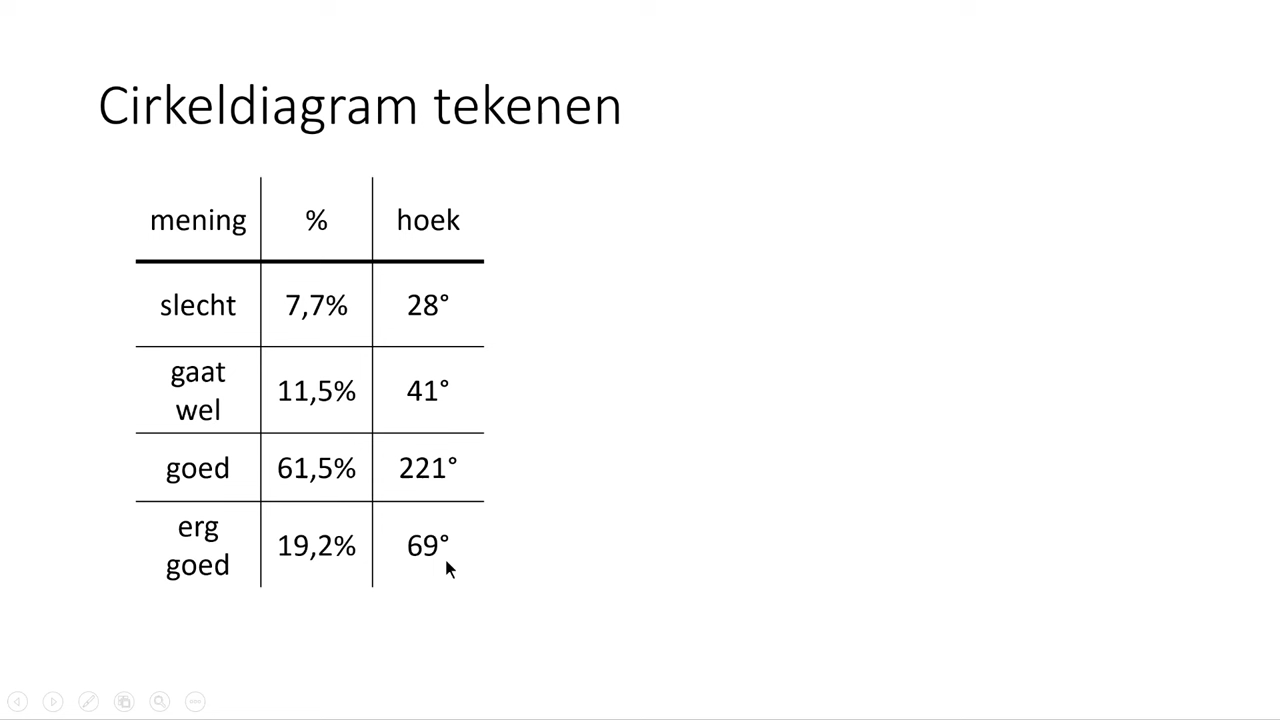 Cirkeldiagram tekenen
mening % hoek
slecht 7,7% 28°
gaat
wel 11,5% 41°
goed 61,5% 221°
erg
goed 19,2% 69°